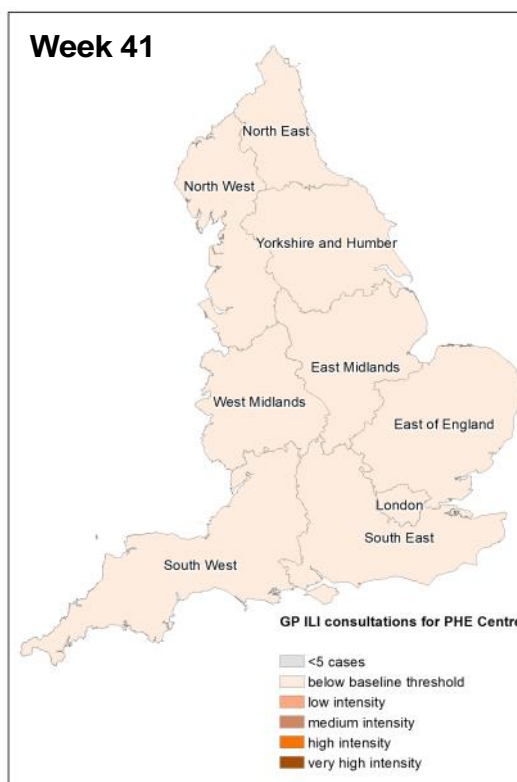 Week 41
North East
North West
Yorkshire and Humber
East Midlands
West Midlands
East of England
London
South East
South West
GP ILI consultations for PHE Centre
<5 cases
below baseline threshold
low intensity
medium intensity
high intensity
very high intensity